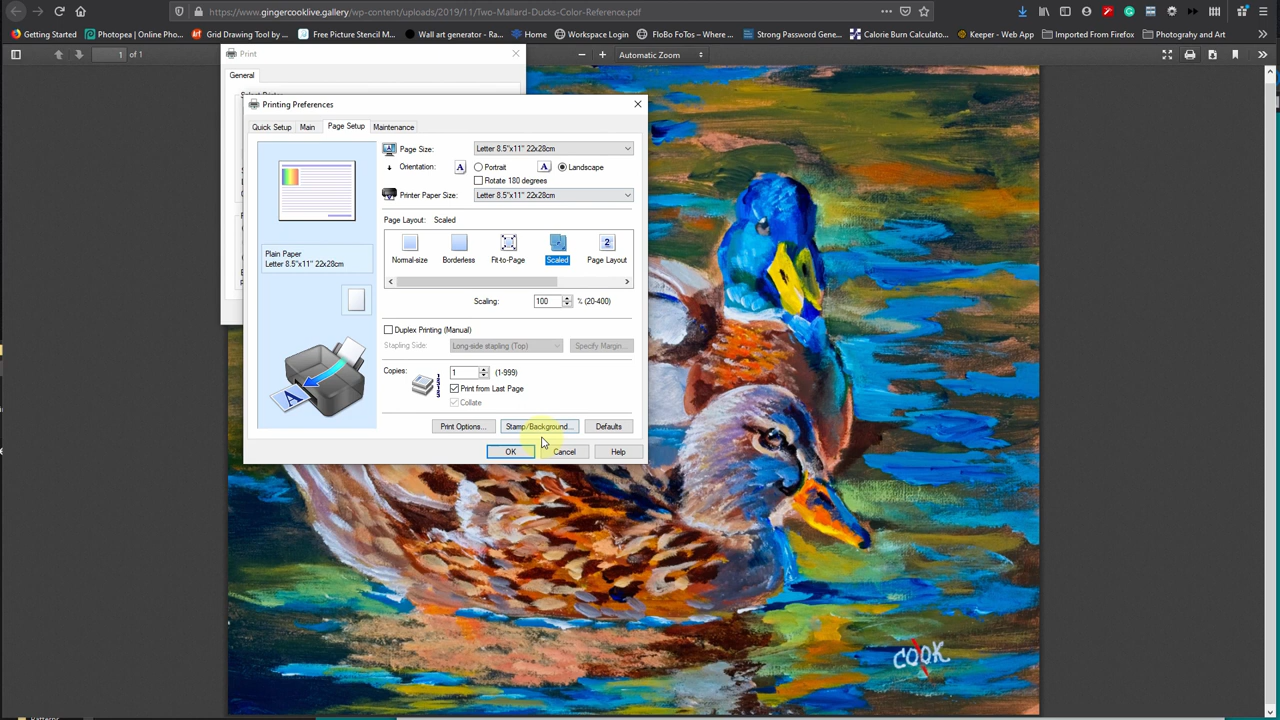 https://www.gingercooklive.gallery/wp-content/uploads/2019/11/Two-Mallard-Ducks-Color-Reference.pdf
Getting Started Photopea | Online Pho... Grid Drawing Tool by ... Free Picture Stencil M... Wall art generator - Ra... Home Workspace Login FloBo FoTos – Where ... Strong Password Gene... Calorie Burn Calculato... Keeper - Web App Imported From Firefox Photograhy and Art
1 of 1 Automatic Zoom
Print
General
Printing Preferences
Quick Setup Main Page Setup Maintenance
Page Size: Letter 8.5"x11" 22x28cm
Orientation: A Portrait A Landscape
Rotate 180 degrees
Printer Paper Size: Letter 8.5"x11" 22x28cm
Page Layout: Scaled
Normal-size Borderless Fit-to-Page Scaled Page Layout
Plain Paper
Letter 8.5"x11" 22x28cm
Scaling: 100 % (20-400)
Duplex Printing (Manual)
Stapling Side: Long-side stapling (Top) Specify Margin...
Copies: 1 (1-999)
Print from Last Page
Collate
Print Options... Stamp/Background... Defaults
OK Cancel Help
COOK